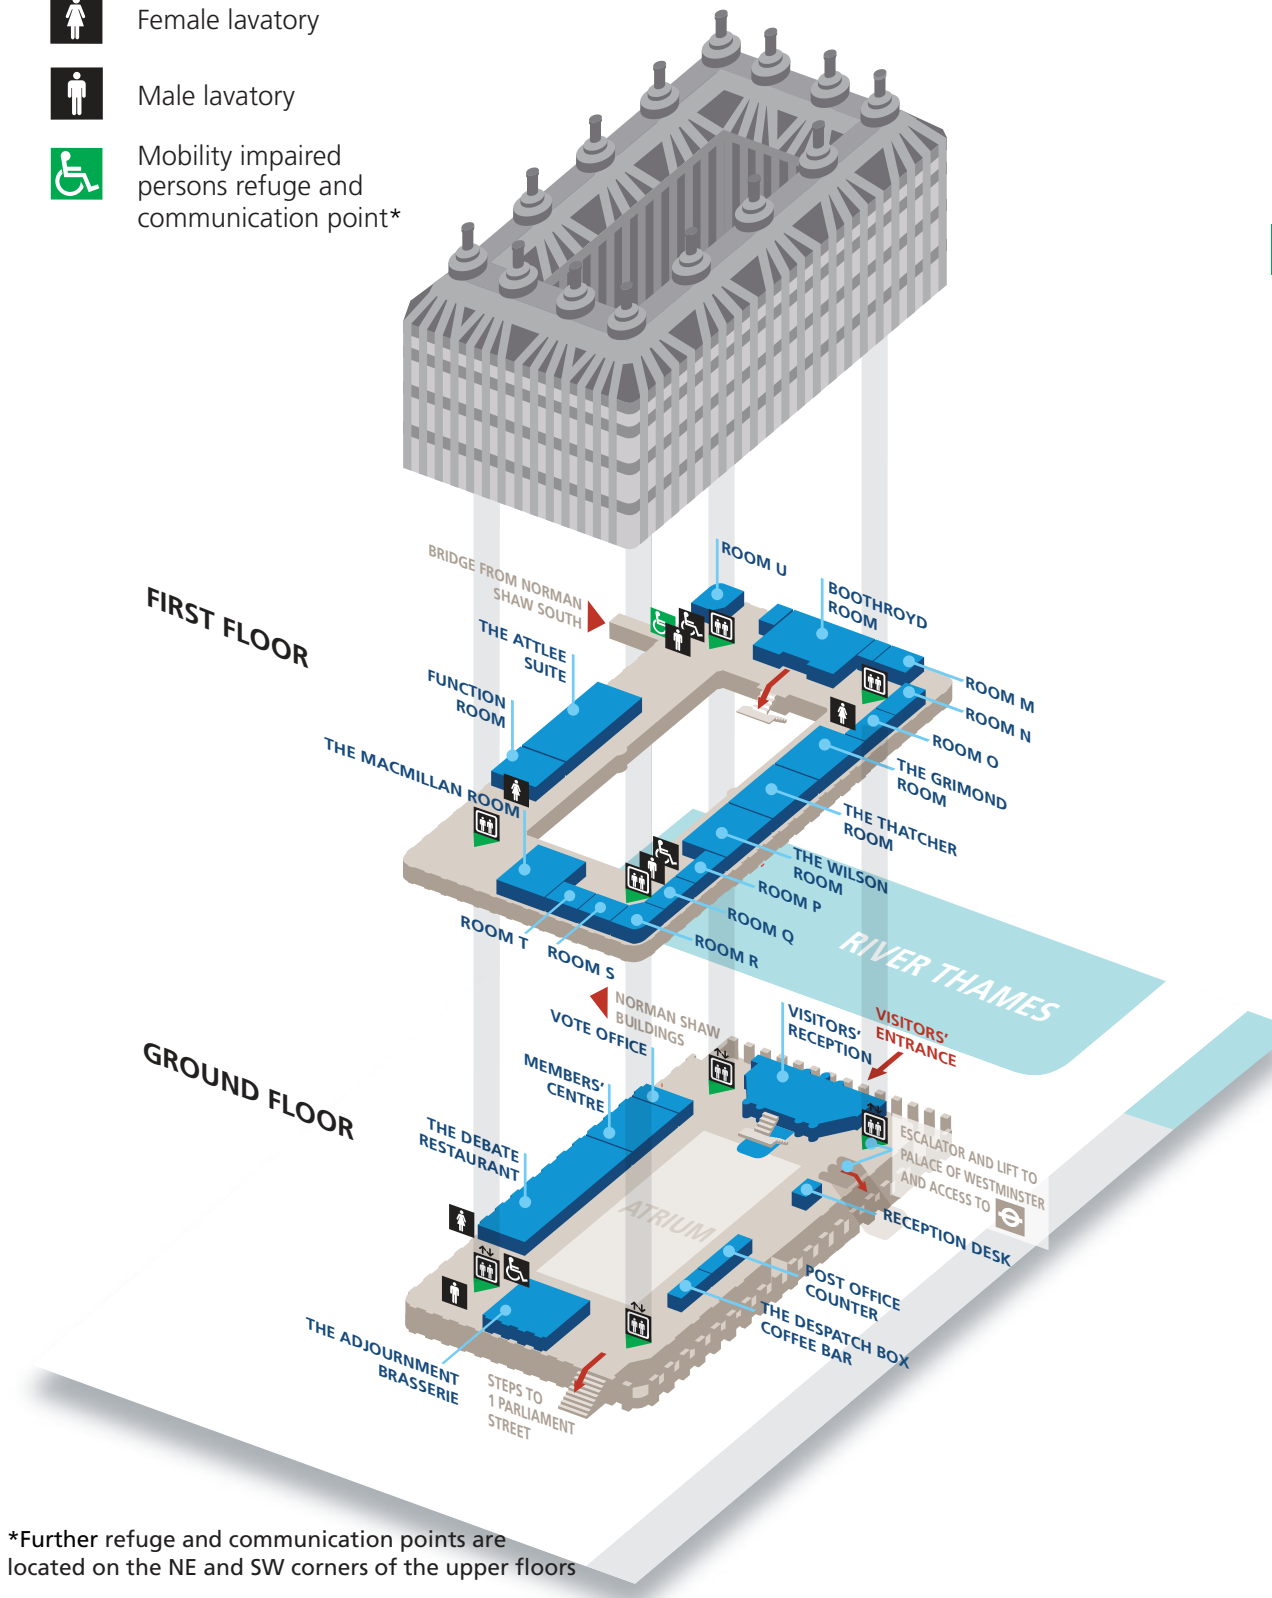 Female lavatory
Male lavatory
Mobility impaired
persons refuge and
communication point*
FIRST FLOOR
BRIDGE FROM NORMAN
SHAW SOUTH
ROOM U
BOOTHROYD
ROOM
THE ATTLEE
SUITE
FUNCTION
ROOM
THE MACMILLAN ROOM
ROOM M
ROOM N
ROOM O
THE GRIMOND
ROOM
THE THATCHER
ROOM
THE WILSON
ROOM
ROOM P
ROOM Q
ROOM R
ROOM S
ROOM T
RIVER THAMES
GROUND FLOOR
NORMAN SHAW
BUILDINGS
VOTE OFFICE
MEMBERS'
CENTRE
THE DEBATE
RESTAURANT
VISITORS'
RECEPTION
VISITORS'
ENTRANCE
ESCALATOR AND LIFT TO
PALACE OF WESTMINSTER
AND ACCESS TO
ATRIUM
RECEPTION DESK
POST OFFICE
COUNTER
THE DESPATCH BOX
COFFEE BAR
THE ADJOURNMENT
BRASSERIE
STEPS TO
1 PARLIAMENT
STREET
*Further refuge and communication points are
located on the NE and SW corners of the upper floors